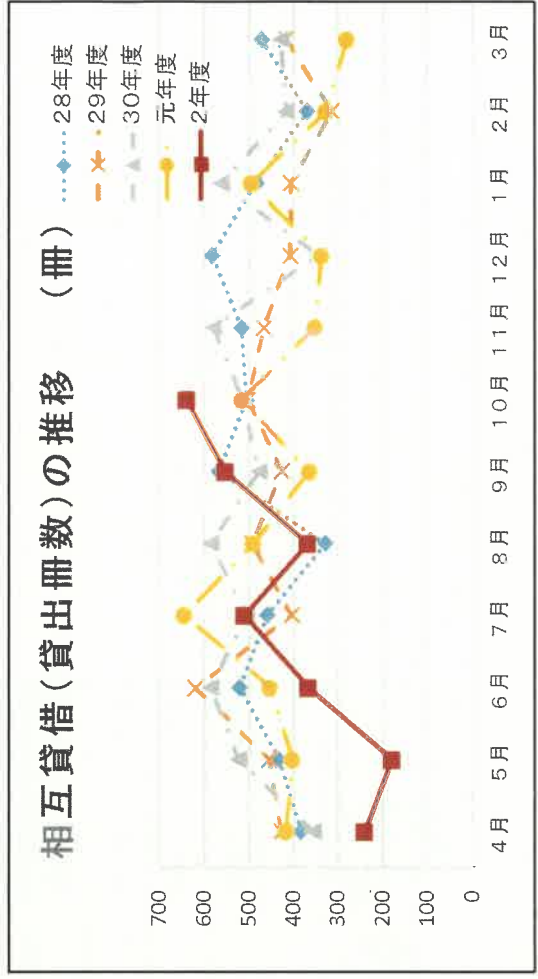 相互貸借(貸出冊数)の推移 (冊)
28年度
29年度
30年度
元年度
2年度
700
600
500
400
300
200
100
0
4月 5月 6月 7月 8月 9月 10月 11月 12月 1月 2月 3月